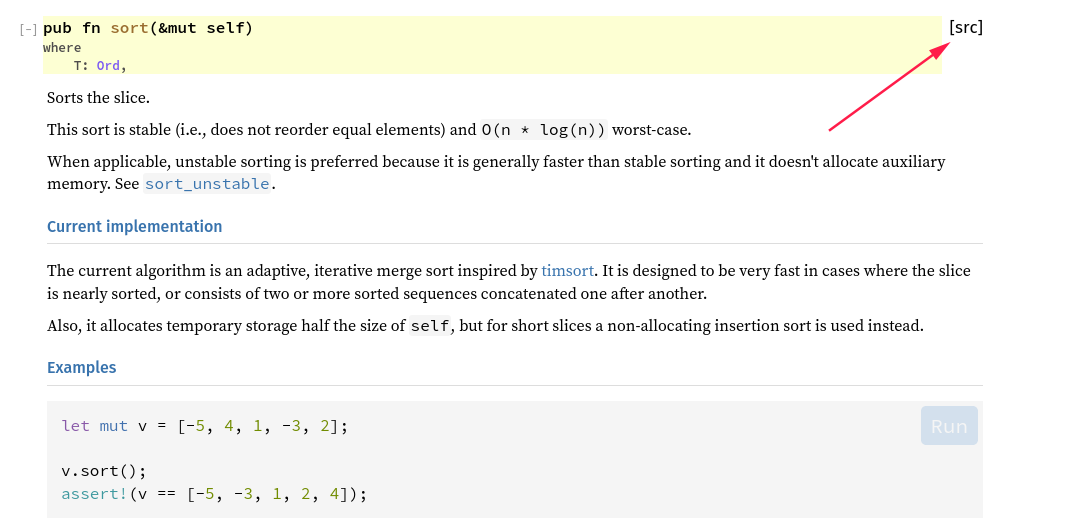 [-] pub fn sort(&mut self) [src]
where
    T: Ord,
Sorts the slice.
This sort is stable (i.e., does not reorder equal elements) and O(n * log(n)) worst-case.
When applicable, unstable sorting is preferred because it is generally faster than stable sorting and it doesn't allocate auxiliary
memory. See sort_unstable.
Current implementation
The current algorithm is an adaptive, iterative merge sort inspired by timsort. It is designed to be very fast in cases where the slice
is nearly sorted, or consists of two or more sorted sequences concatenated one after another.
Also, it allocates temporary storage half the size of self, but for short slices a non-allocating insertion sort is used instead.
Examples
let mut v = [-5, 4, 1, -3, 2]; Run
v.sort();
assert!(v == [-5, -3, 1, 2, 4]);